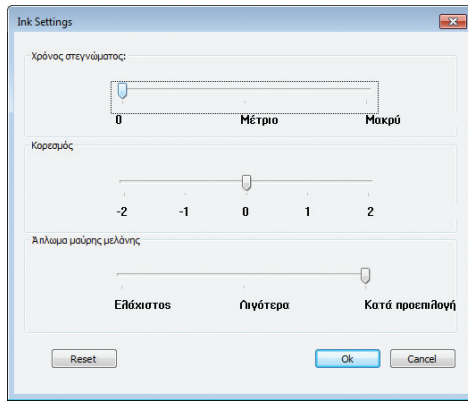 Ink Settings
Χρόνος στεγνώματος:
0 Μέτριο Μακρύ
Κορεσμός
-2 -1 0 1 2
Άπλωμα μαύρης μελάνης
Ελάχιστος Λιγότερα Κατά προεπιλογή
Reset Ok Cancel